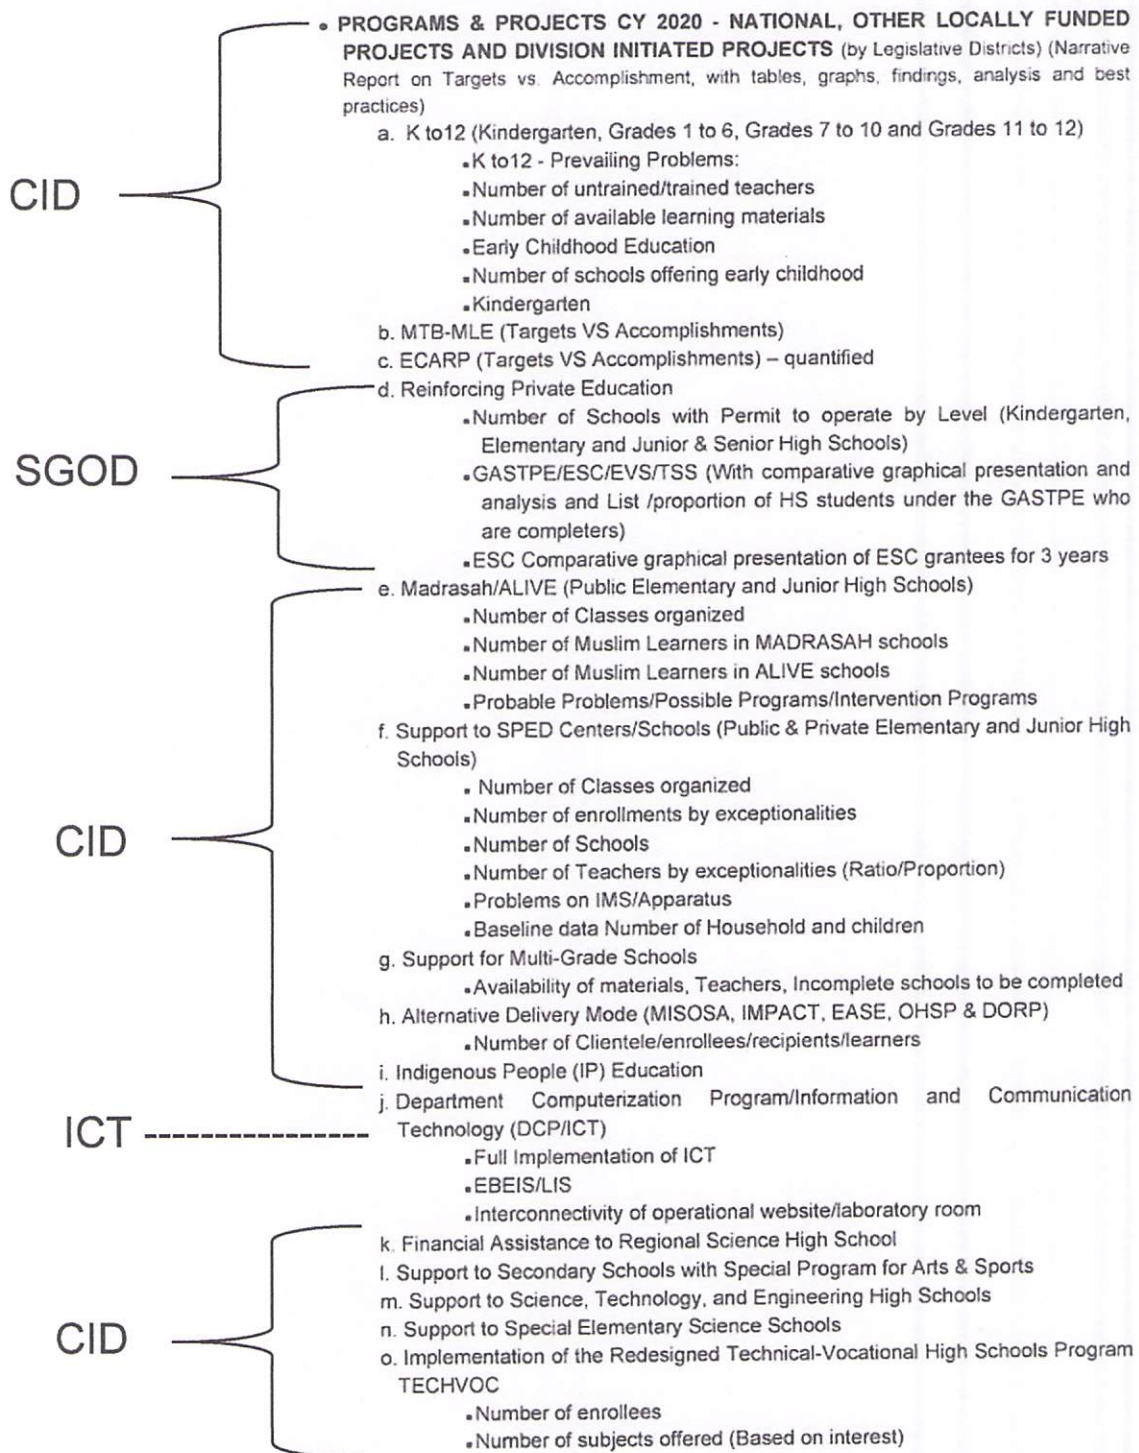 • PROGRAMS & PROJECTS CY 2020 - NATIONAL, OTHER LOCALLY FUNDED
PROJECTS AND DIVISION INITIATED PROJECTS (by Legislative Districts) (Narrative
Report on Targets vs. Accomplishment, with tables, graphs, findings, analysis and best
practices)
a. K to12 (Kindergarten, Grades 1 to 6, Grades 7 to 10 and Grades 11 to 12)
▪K to12 - Prevailing Problems:
CID
▪Number of untrained/trained teachers
▪Number of available learning materials
▪Early Childhood Education
▪Number of schools offering early childhood
▪Kindergarten
b. MTB-MLE (Targets VS Accomplishments)
c. ECARP (Targets VS Accomplishments) – quantified
d. Reinforcing Private Education
▪Number of Schools with Permit to operate by Level (Kindergarten,
Elementary and Junior & Senior High Schools)
SGOD
▪GASTPE/ESC/EVS/TSS (With comparative graphical presentation and
analysis and List /proportion of HS students under the GASTPE who
are completers)
▪ESC Comparative graphical presentation of ESC grantees for 3 years
e. Madrasah/ALIVE (Public Elementary and Junior High Schools)
▪Number of Classes organized
▪Number of Muslim Learners in MADRASAH schools
▪Number of Muslim Learners in ALIVE schools
▪Probable Problems/Possible Programs/Intervention Programs
f. Support to SPED Centers/Schools (Public & Private Elementary and Junior High
Schools)
▪ Number of Classes organized
▪Number of enrollments by exceptionalities
CID
▪Number of Schools
▪Number of Teachers by exceptionalities (Ratio/Proportion)
▪Problems on IMS/Apparatus
▪Baseline data Number of Household and children
g. Support for Multi-Grade Schools
▪Availability of materials, Teachers, Incomplete schools to be completed
h. Alternative Delivery Mode (MISOSA, IMPACT, EASE, OHSP & DORP)
▪Number of Clientele/enrollees/recipients/learners
i. Indigenous People (IP) Education
j. Department Computerization Program/Information and Communication
Technology (DCP/ICT)
ICT
▪Full Implementation of ICT
▪EBEIS/LIS
▪Interconnectivity of operational website/laboratory room
k. Financial Assistance to Regional Science High School
l. Support to Secondary Schools with Special Program for Arts & Sports
m. Support to Science, Technology, and Engineering High Schools
CID
n. Support to Special Elementary Science Schools
o. Implementation of the Redesigned Technical-Vocational High Schools Program
TECHVOC
▪Number of enrollees
▪Number of subjects offered (Based on interest)